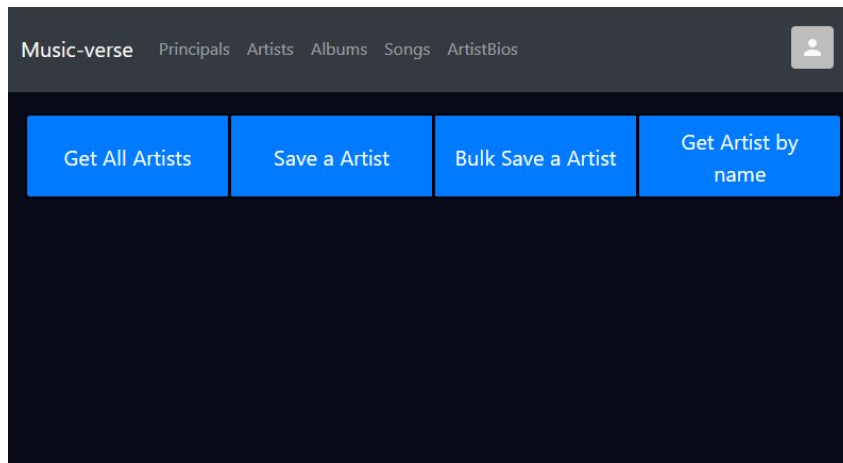 Music-verse Principals Artists Albums Songs ArtistBios
Get All Artists
Save a Artist
Bulk Save a Artist
Get Artist by
name